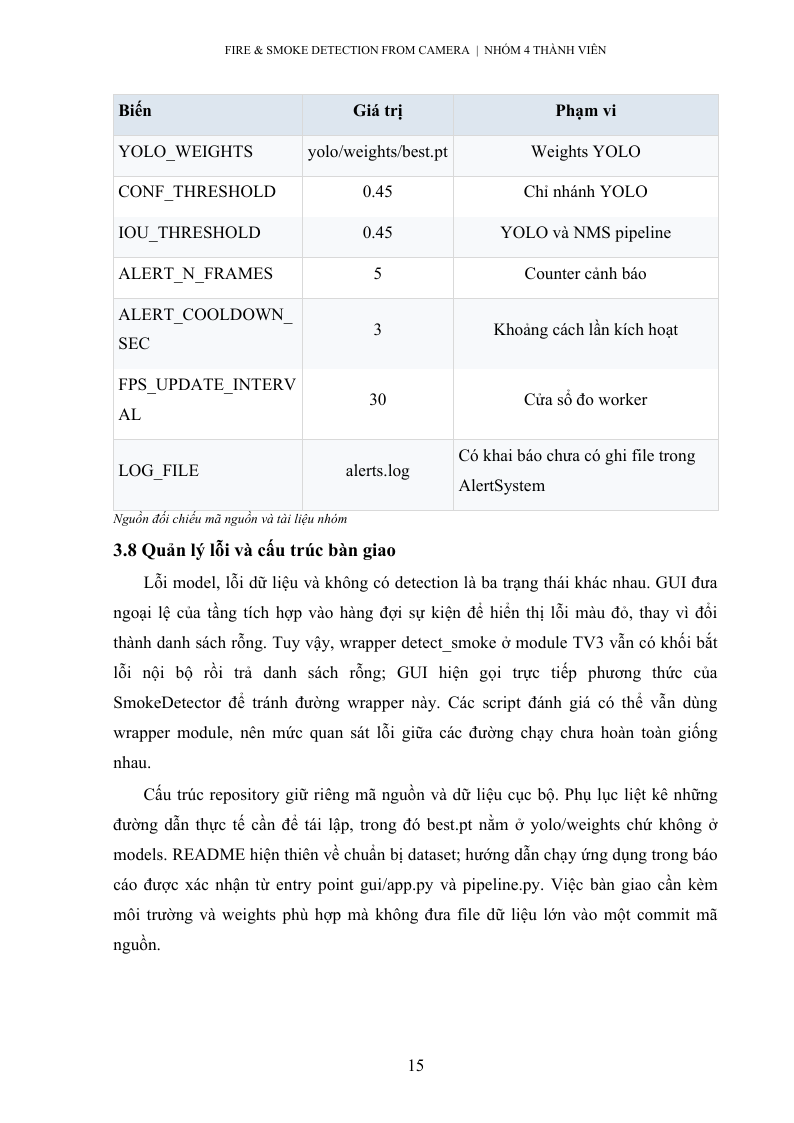 FIRE & SMOKE DETECTION FROM CAMERA | NHÓM 4 THÀNH VIÊN
Biến Giá trị Phạm vi
YOLO_WEIGHTS yolo/weights/best.pt Weights YOLO
CONF_THRESHOLD 0.45 Chỉ nhánh YOLO
IOU_THRESHOLD 0.45 YOLO và NMS pipeline
ALERT_N_FRAMES 5 Counter cảnh báo
ALERT_COOLDOWN_
SEC 3 Khoảng cách lần kích hoạt
FPS_UPDATE_INTERV
AL 30 Cửa sổ đo worker
LOG_FILE alerts.log Có khai báo chưa có ghi file trong
AlertSystem
Nguồn đối chiếu mã nguồn và tài liệu nhóm
3.8 Quản lý lỗi và cấu trúc bàn giao
Lỗi model, lỗi dữ liệu và không có detection là ba trạng thái khác nhau. GUI đưa
ngoại lệ của tầng tích hợp vào hàng đợi sự kiện để hiển thị lỗi màu đỏ, thay vì đổi
thành danh sách rỗng. Tuy vậy, wrapper detect_smoke ở module TV3 vẫn có khối bắt
lỗi nội bộ rồi trả danh sách rỗng; GUI hiện gọi trực tiếp phương thức của
SmokeDetector để tránh đường wrapper này. Các script đánh giá có thể vẫn dùng
wrapper module, nên mức quan sát lỗi giữa các đường chạy chưa hoàn toàn giống
nhau.
Cấu trúc repository giữ riêng mã nguồn và dữ liệu cục bộ. Phụ lục liệt kê những
đường dẫn thực tế cần để tái lập, trong đó best.pt nằm ở yolo/weights chứ không ở
models. README hiện thiên về chuẩn bị dataset; hướng dẫn chạy ứng dụng trong báo
cáo được xác nhận từ entry point gui/app.py và pipeline.py. Việc bàn giao cần kèm
môi trường và weights phù hợp mà không đưa file dữ liệu lớn vào một commit mã
nguồn.
15